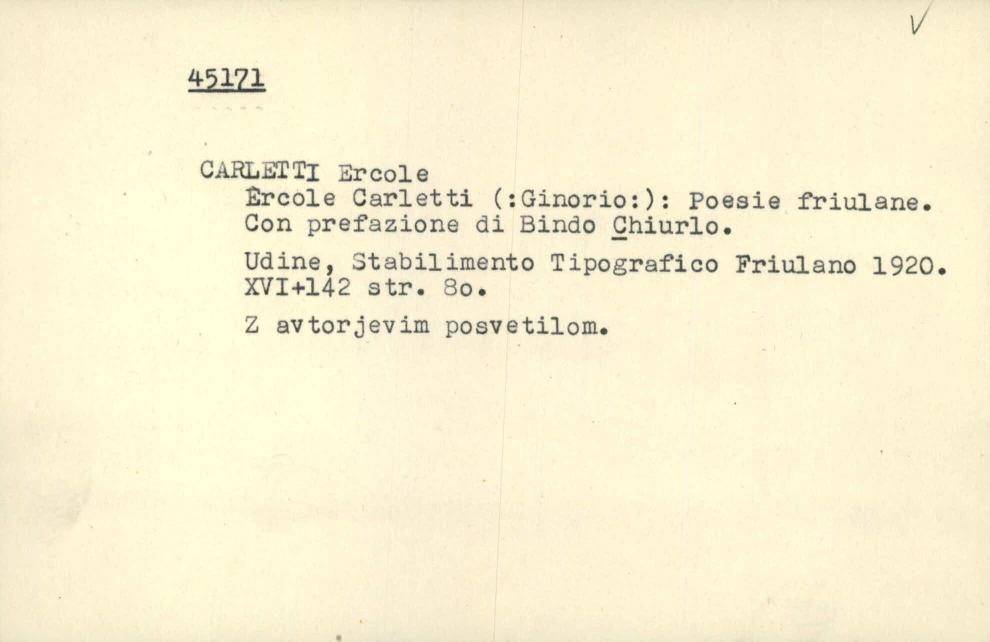 45171
CARLETTI Ercole
Ercole Carletti (:Ginorio:): Poesie friulane.
Con prefazione di Bindo Chiurlo.
Udine, Stabilimento Tipografico Friulano 1920.
XVI+142 str. 8o.
Z avtorjevim posvetilom.